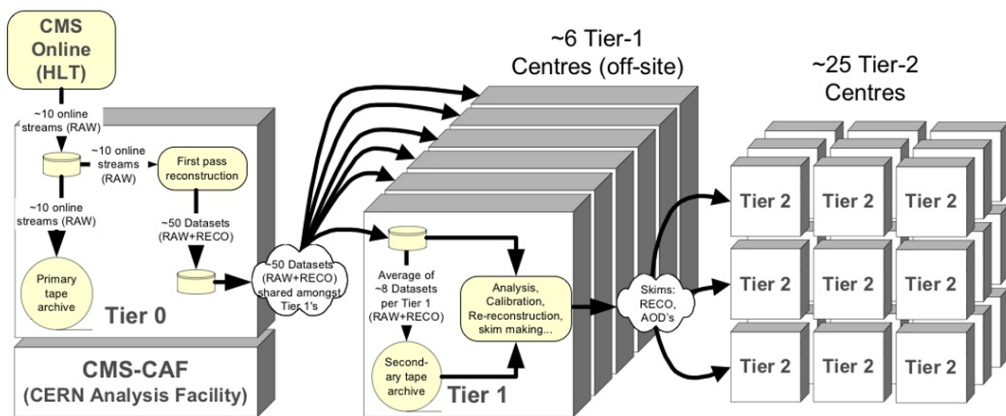 CMS
Online
(HLT)
~10 online
streams (RAW)
~10 online
streams
(RAW)
First pass
reconstruction
~10 online
streams (RAW)
~50 Datasets
(RAW+RECO)
Primary
tape
archive
Tier 0
CMS-CAF
(CERN Analysis Facility)
~50 Datasets
(RAW+RECO)
shared amongst
Tier 1's
~6 Tier-1
Centres (off-site)
Average of
~8 Datasets
per Tier 1
(RAW+RECO)
Analysis,
Calibration,
Re-reconstruction,
skim making...
Second-
ary tape
archive
Tier 1
Skims:
RECO,
AOD's
~25 Tier-2
Centres
Tier 2 Tier 2 Tier 2
Tier 2 Tier 2 Tier 2
Tier 2 Tier 2 Tier 2